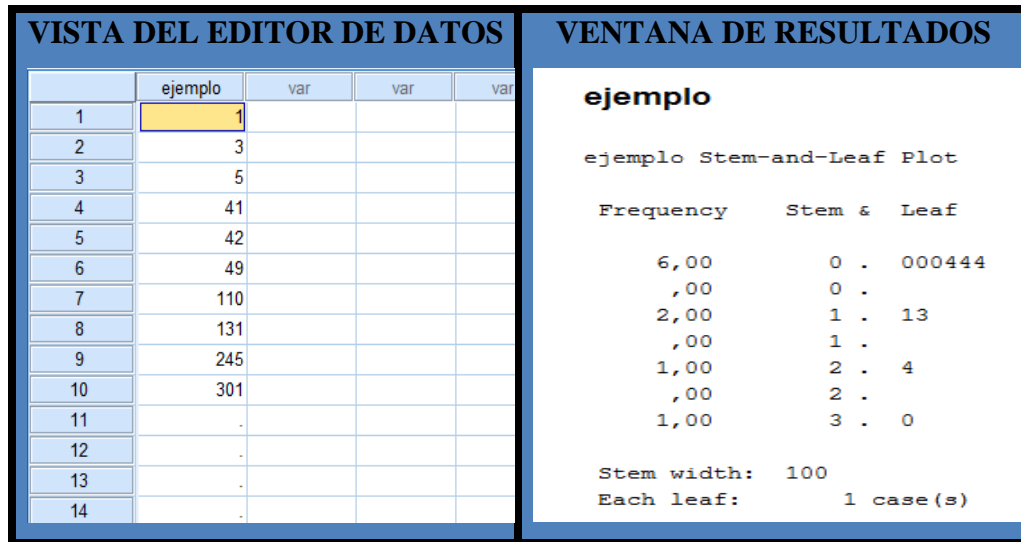 VISTA DEL EDITOR DE DATOS
ejemplo var var var
1 1
2 3
3 5
4 41
5 42
6 49
7 110
8 131
9 245
10 301
11 .
12 .
13 .
14 .
VENTANA DE RESULTADOS
ejemplo
ejemplo Stem-and-Leaf Plot
Frequency Stem & Leaf
6,00 0 . 000444
,00 0 .
2,00 1 . 13
,00 1 .
1,00 2 . 4
,00 2 .
1,00 3 . 0
Stem width: 100
Each leaf: 1 case(s)